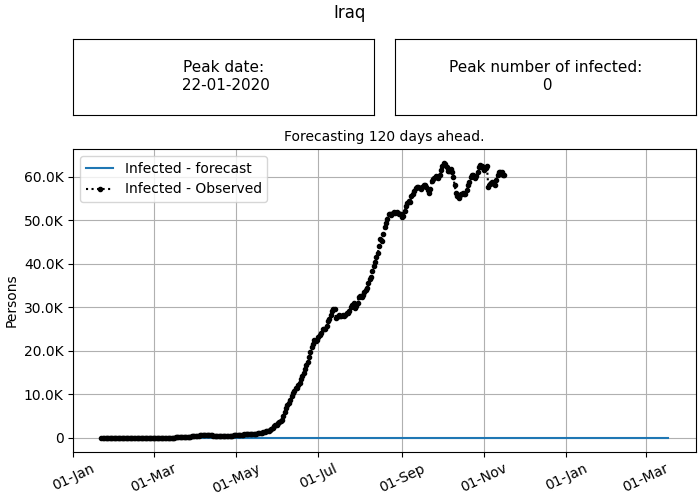 Iraq
Peak date:
22-01-2020
Peak number of infected:
0
Forecasting 120 days ahead.
Infected - forecast
Infected - Observed
60.0K
50.0K
40.0K
30.0K
20.0K
10.0K
0
Persons
01-Jan
01-Mar
01-May
01-Jul
01-Sep
01-Nov
01-Jan
01-Mar